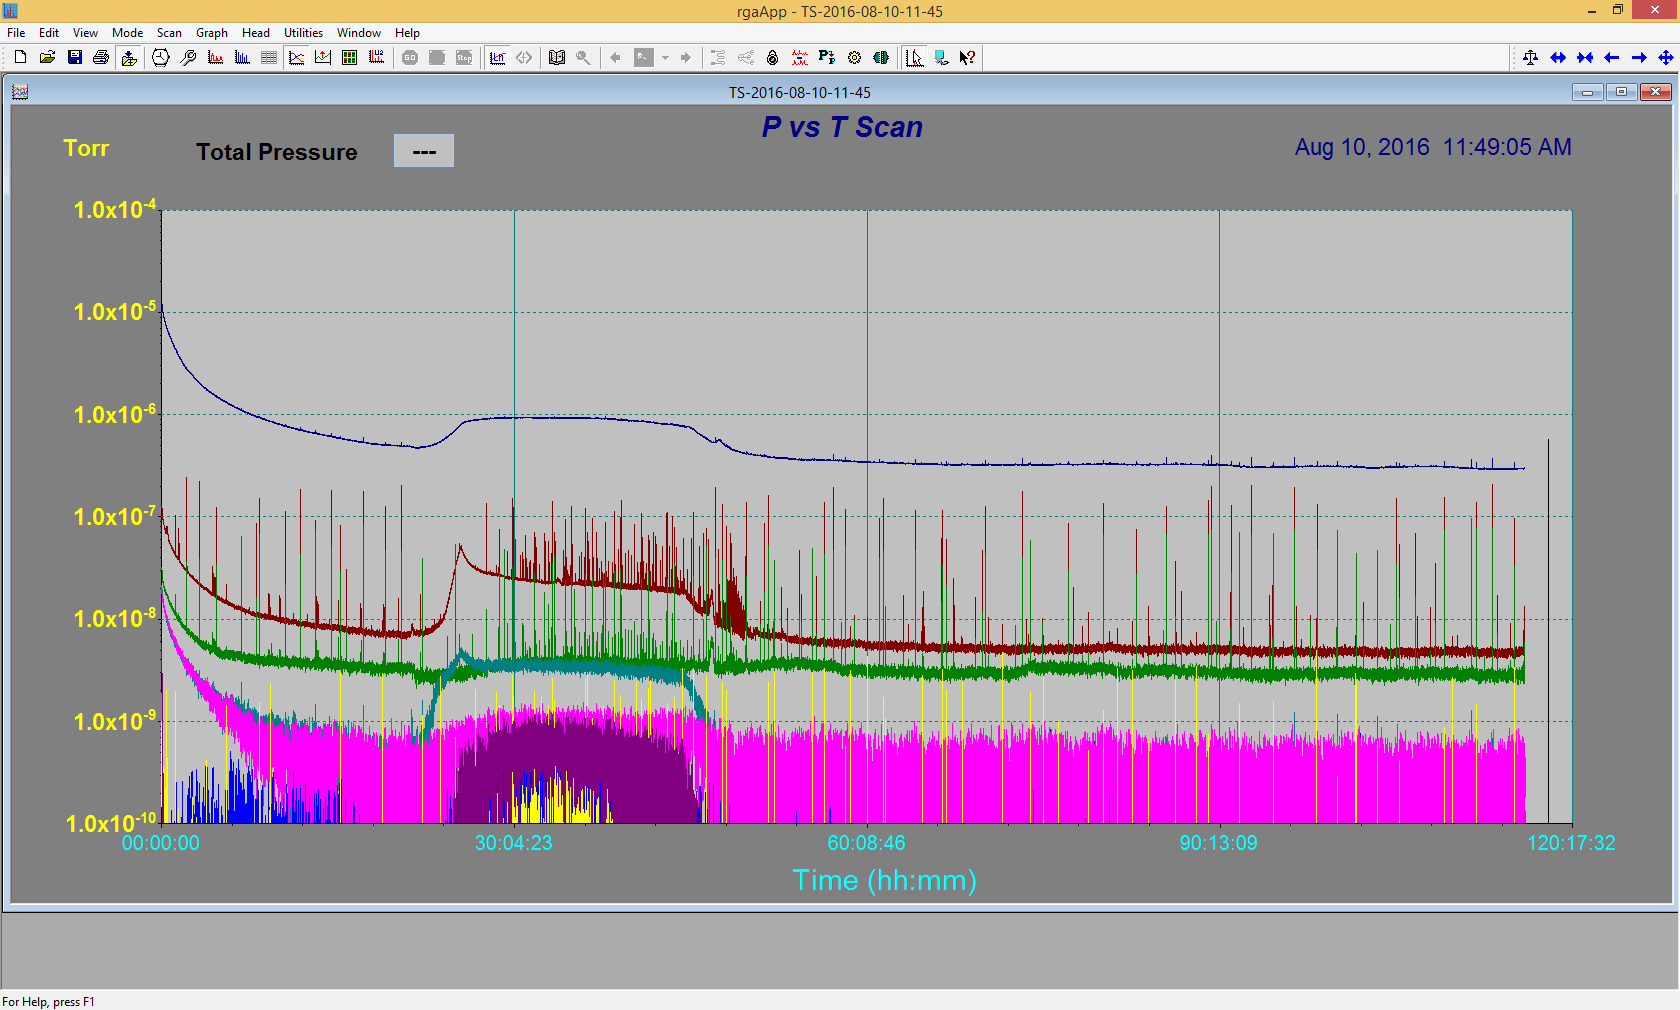 rgaApp - TS-2016-08-10-11-45
File Edit View Mode Scan Graph Head Utilities Window Help
TS-2016-08-10-11-45
P vs T Scan
Torr
Total Pressure
---
Aug 10, 2016 11:49:05 AM
1.0x10-4
1.0x10-5
1.0x10-6
1.0x10-7
1.0x10-8
1.0x10-9
1.0x10-10
00:00:00 30:04:23 60:08:46 90:13:09 120:17:32
Time (hh:mm)
For Help, press F1